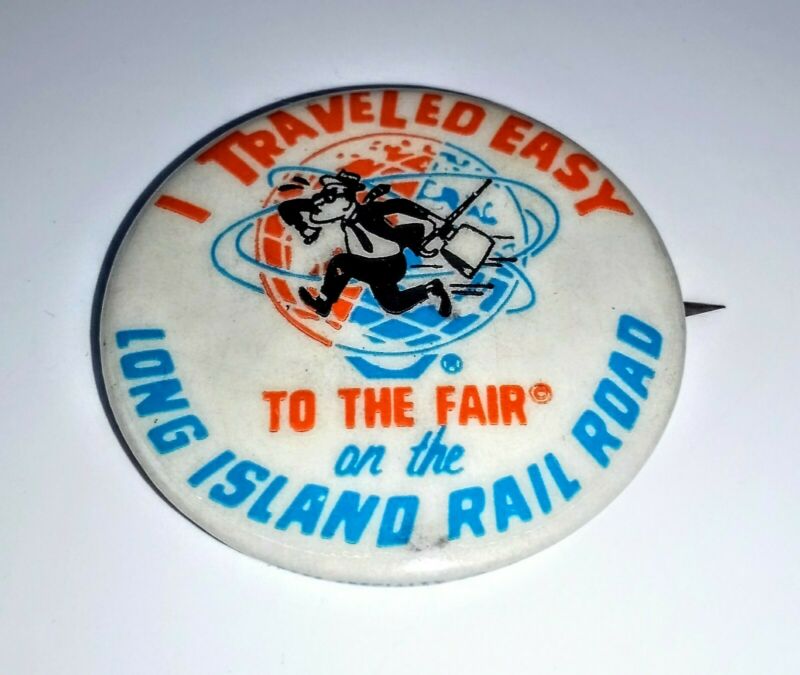 I TRAVELED EASY
TO THE FAIR©
on the
LONG ISLAND RAIL ROAD